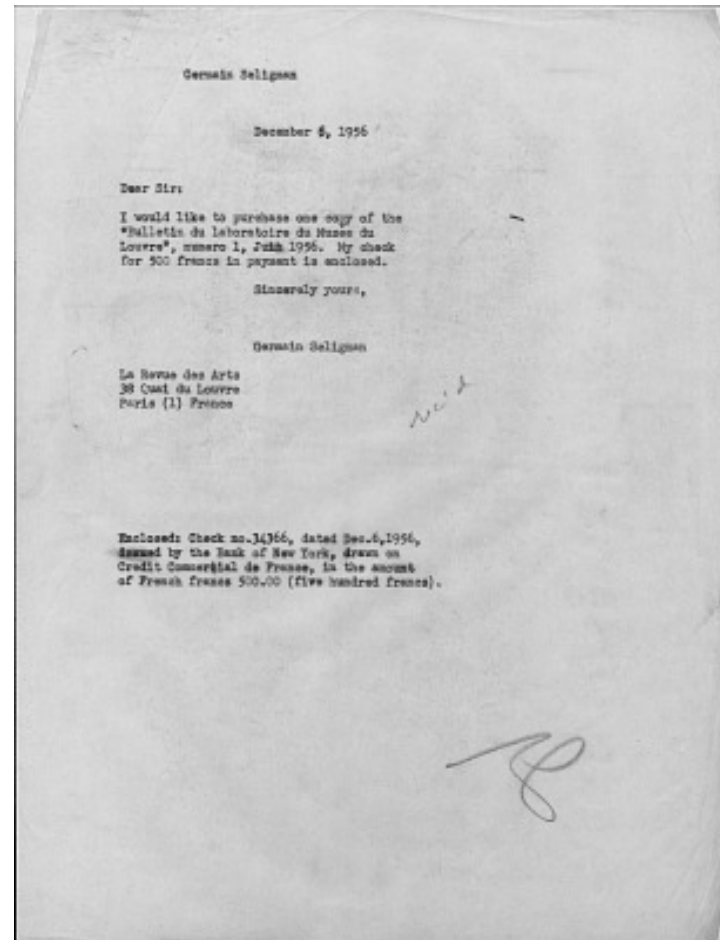 Germain Seligman
December 6, 1956
Dear Sir:
I would like to purchase one copy of the
"Bulletin du laboratoire du Musee du
Louvre", numero 1, 1956. My check
for 500 francs in payment is enclosed.
Sincerely yours,
Germain Seligman
La Revue des Arts
38 Quai du Louvre
Paris (1) France
rec'd
Enclosed: Check no.34366, dated Dec.6,1956,
by the Bank of New York, drawn on
Credit Commercial de France, in the amount
of French francs 500.00 (five hundred francs).